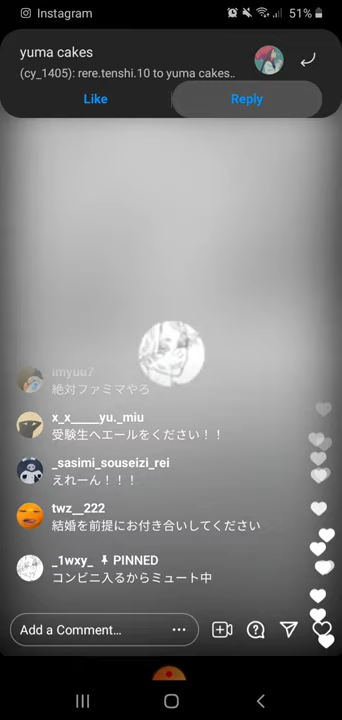 Instagram
51%
yuma cakes
(cy_1405): rere.tenshi.10 to yuma cakes..
Like
Reply
imyuu7
絶対ファミマやろ
x_x_____yu._miu
受験生へエールをください！！
_sasimi_souseizi_rei
えれーん！！！
twz__222
結婚を前提にお付き合いしてください
_1wxy_ PINNED
コンビニ入るからミュート中
Add a Comment…